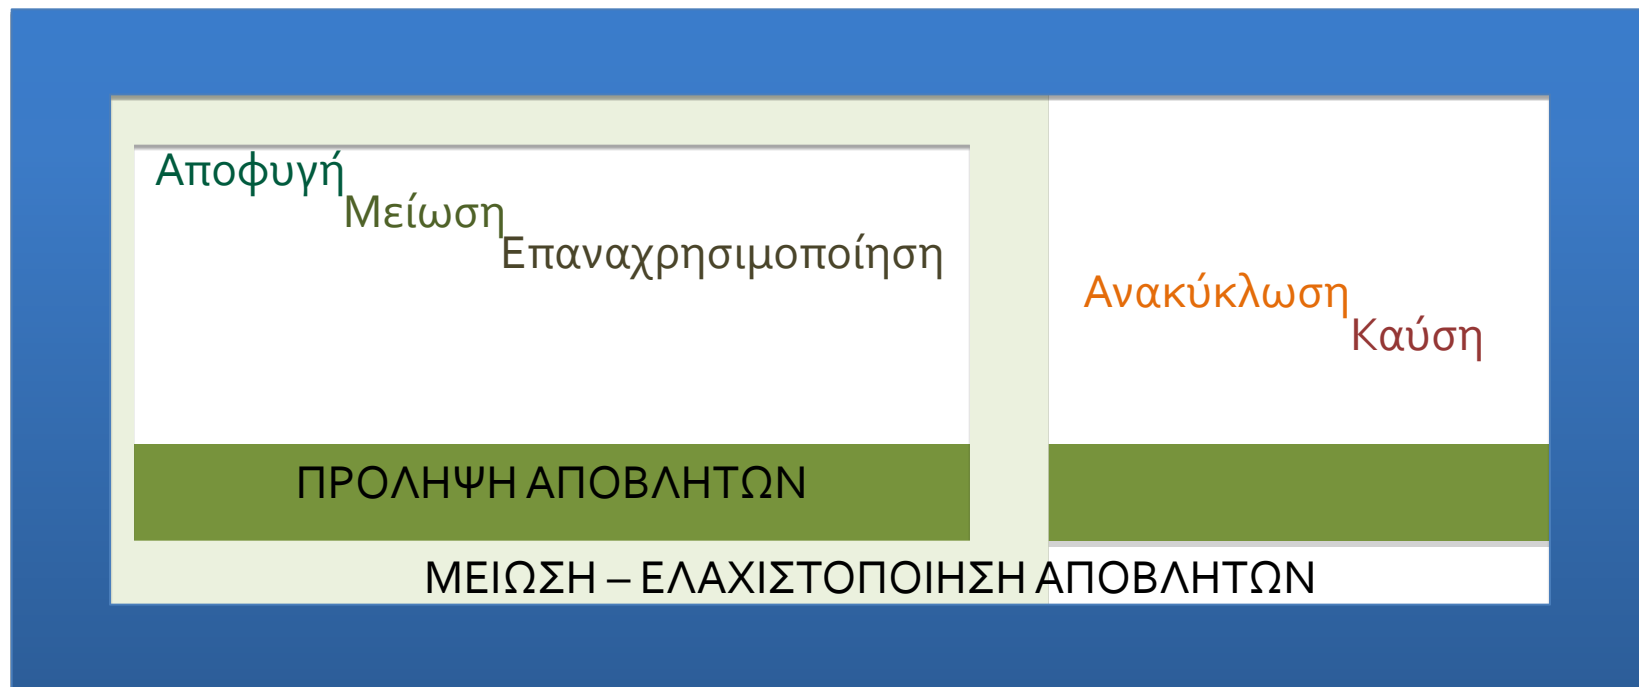 Αποφυγή
Μείωση
Επαναχρησιμοποίηση
Ανακύκλωση
Καύση
ΠΡΟΛΗΨΗ ΑΠΟΒΛΗΤΩΝ
ΜΕΙΩΣΗ – ΕΛΑΧΙΣΤΟΠΟΙΗΣΗ ΑΠΟΒΛΗΤΩΝ